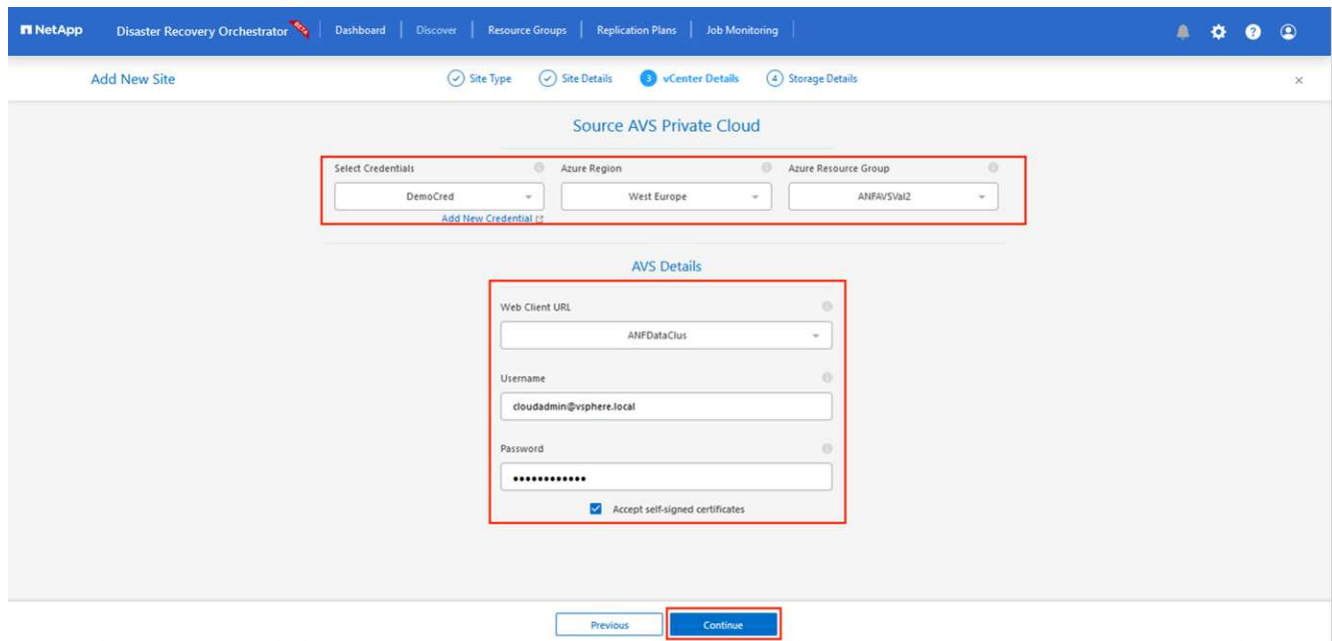 NetApp Disaster Recovery Orchestrator Dashboard Discover Resource Groups Replication Plans Job Monitoring
Add New Site Site Type Site Details 3 vCenter Details 4 Storage Details
Source AVS Private Cloud
Select Credentials Azure Region Azure Resource Group
DemoCred West Europe ANFAVSVal2
Add New Credential
AVS Details
Web Client URL
ANFDataClus
Username
cloudadmin@vsphere.local
Password
••••••••••••
Accept self-signed certificates
Previous Continue